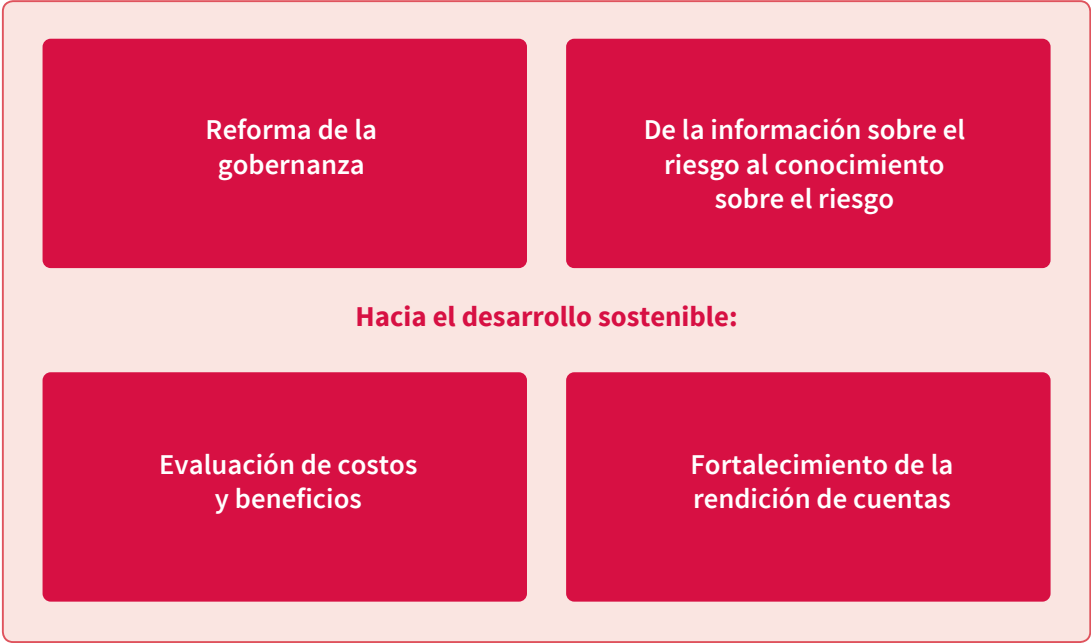 Reforma de la
gobernanza
De la información sobre el
riesgo al conocimiento
sobre el riesgo
Hacia el desarrollo sostenible:
Evaluación de costos
y beneficios
Fortalecimiento de la
rendición de cuentas